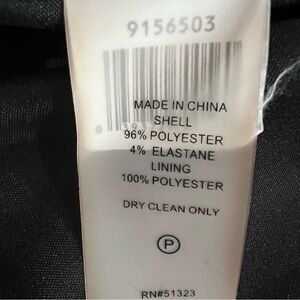 9156503
MADE IN CHINA
SHELL
96% POLYESTER
4% ELASTANE
LINING
100% POLYESTER
DRY CLEAN ONLY
P
RN#51323